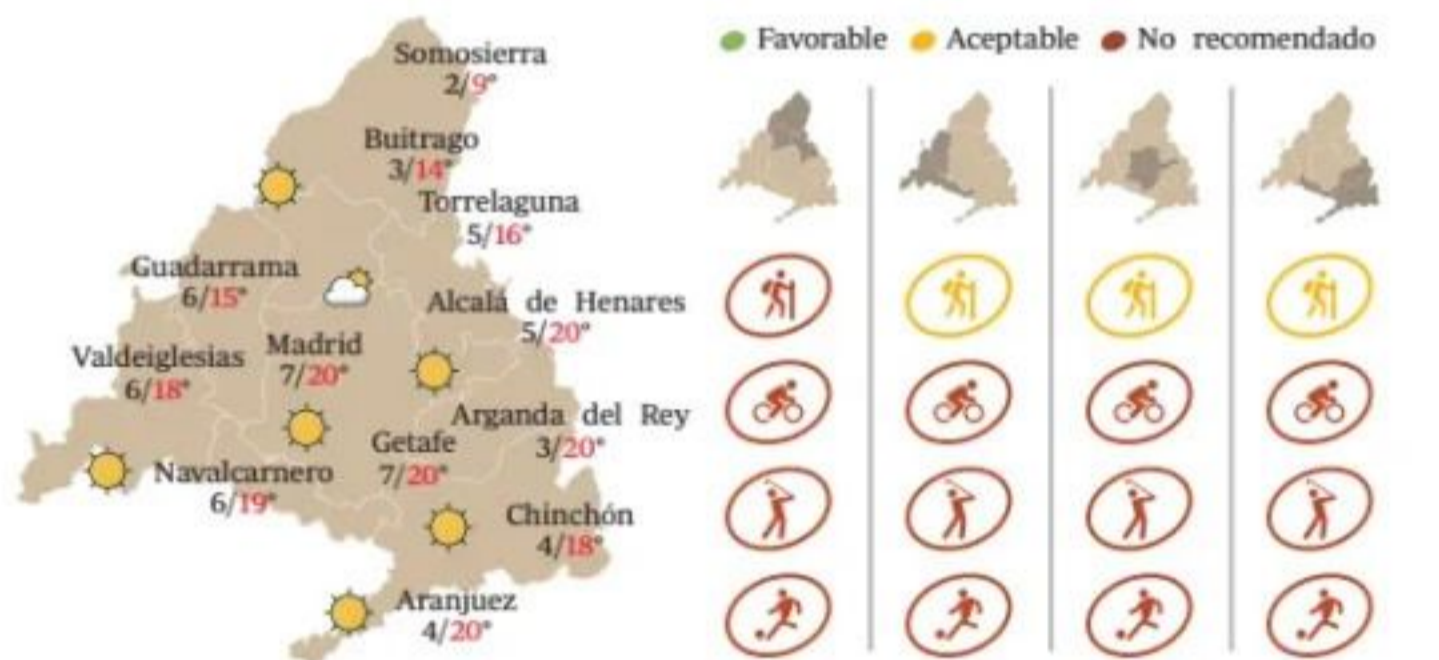 Somosierra
2/9°
Buitrago
3/14°
Torrelaguna
5/16°
Guadarrama
6/15°
Alcalá de Henares
5/20°
Valdeiglesias
6/18°
Madrid
7/20°
Arganda del Rey
3/20°
Getafe
7/20°
Navalcarnero
6/19°
Chinchón
4/18°
Aranjuez
4/20°
Favorable Aceptable No recomendado